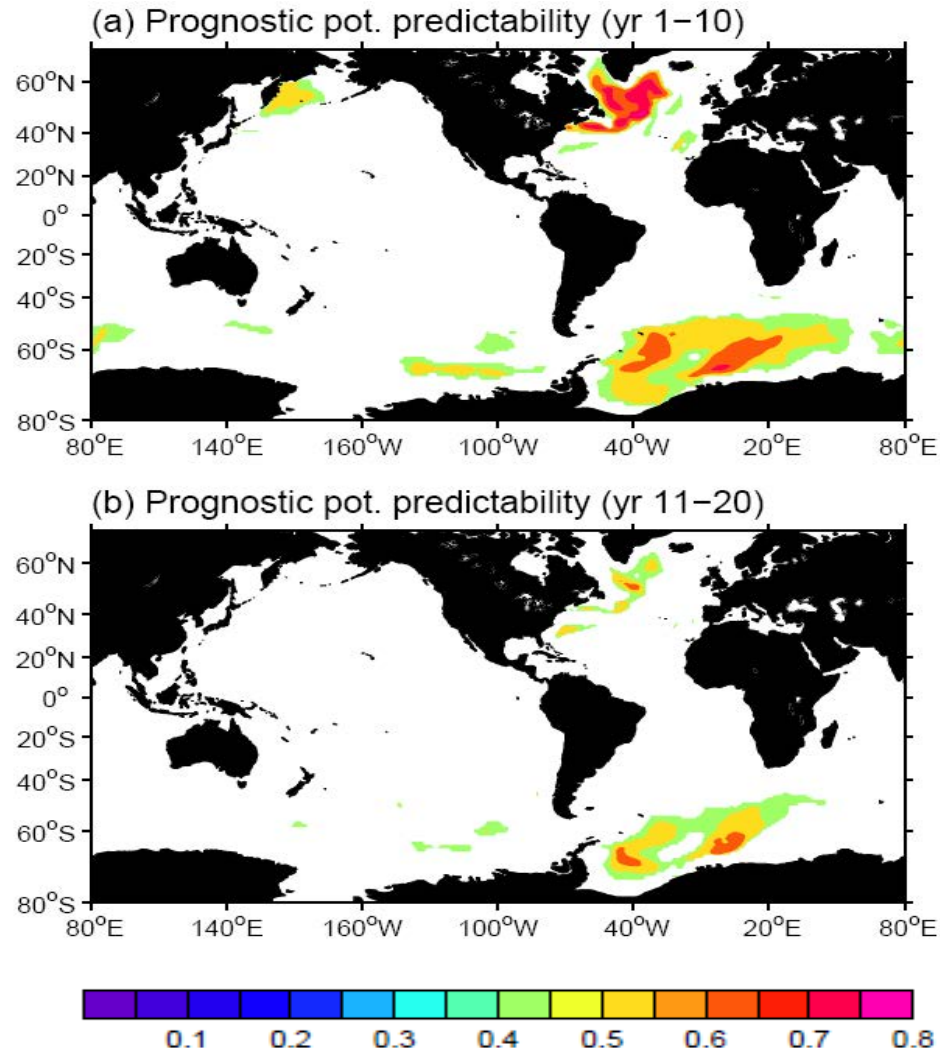 (a) Prognostic pot. predictability (yr 1−10)
60°N
40°N
20°N
0°
20°S
40°S
60°S
80°S
80°E 140°E 160°W 100°W 40°W 20°E 80°E
(b) Prognostic pot. predictability (yr 11−20)
60°N
40°N
20°N
0°
20°S
40°S
60°S
80°S
80°E 140°E 160°W 100°W 40°W 20°E 80°E
0.1 0.2 0.3 0.4 0.5 0.6 0.7 0.8